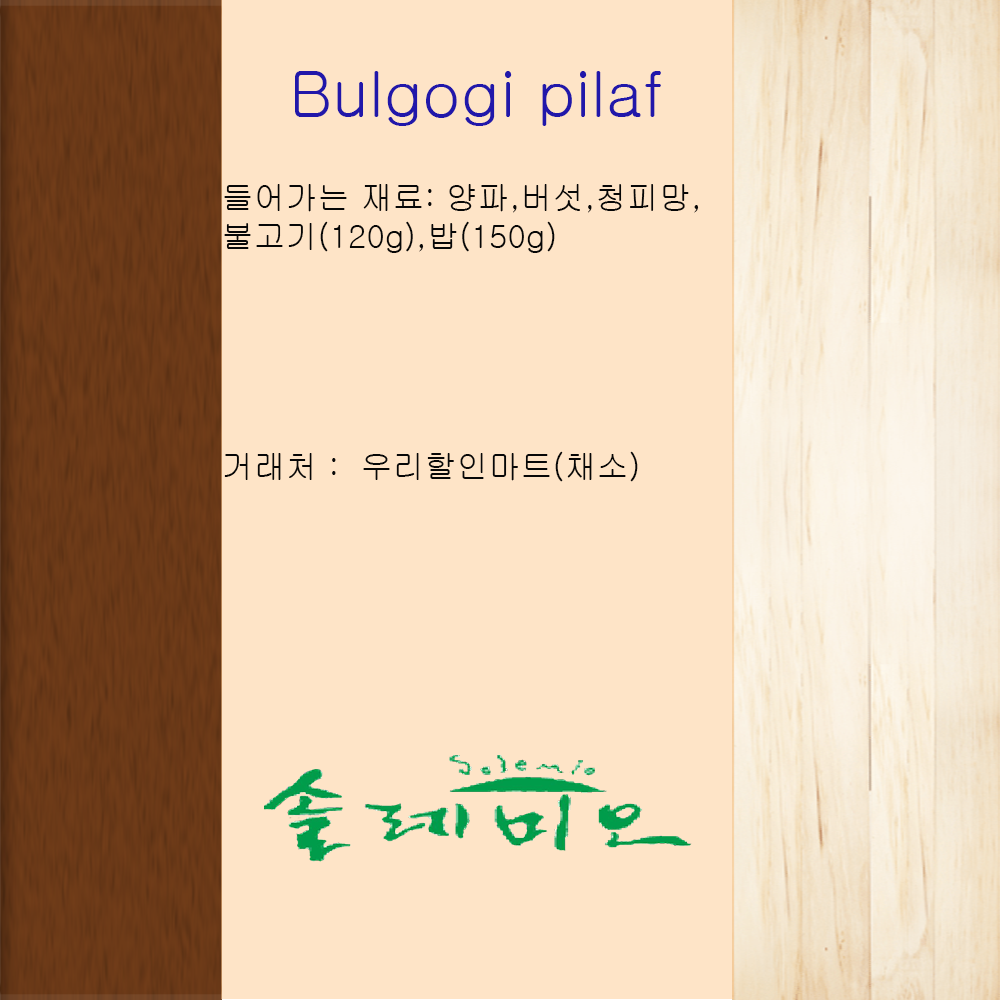 Bulgogi pilaf
들어가는 재료: 양파,버섯,청피망,
불고기(120g),밥(150g)
거래처 :  우리할인마트(채소)
Solemio
솔레미오